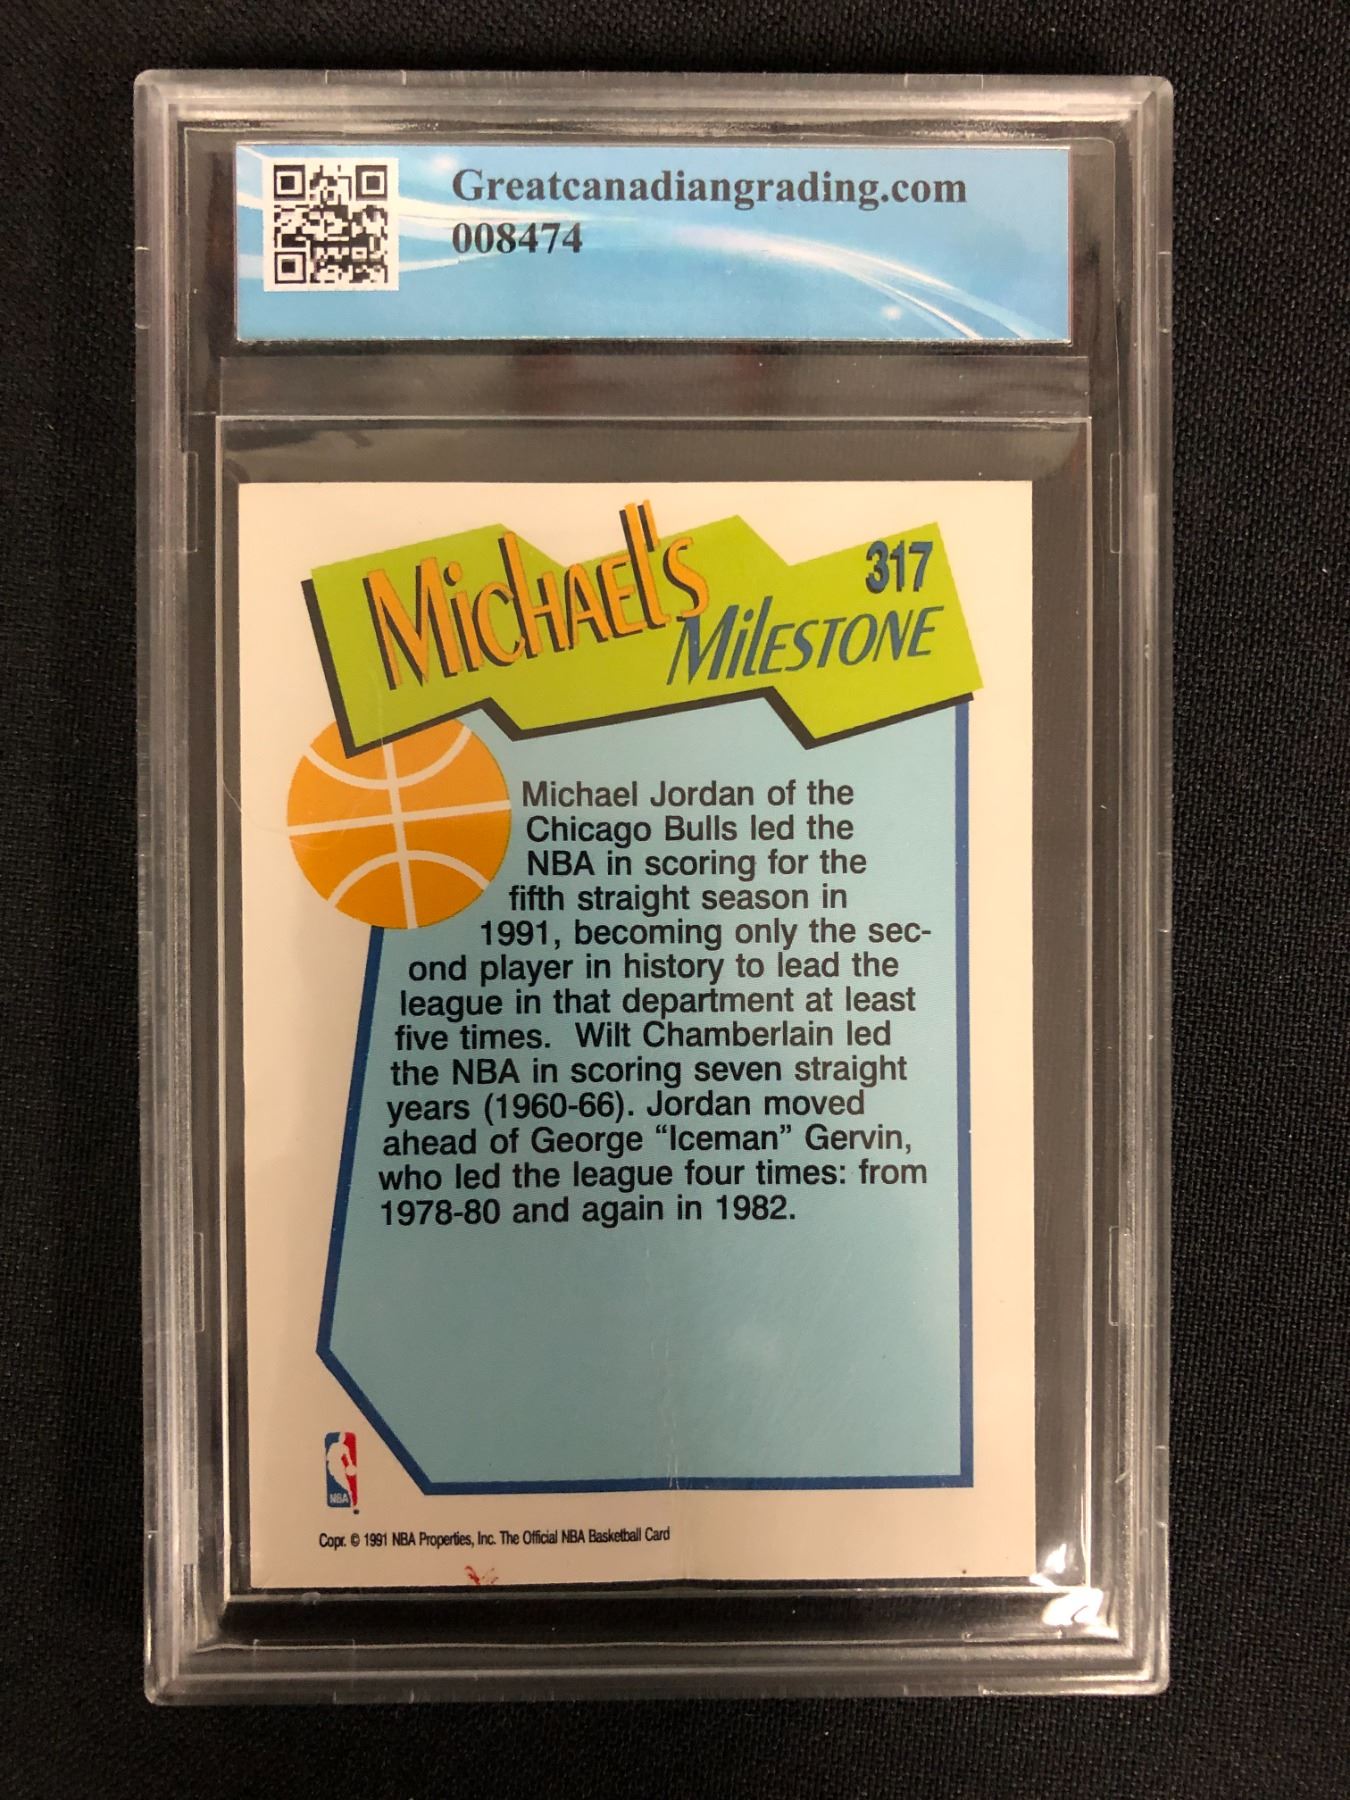 Greatcanadiangrading.com
008474
Michael's
317
Milestone
Michael Jordan of the
Chicago Bulls led the
NBA in scoring for the
fifth straight season in
1991, becoming only the sec-
ond player in history to lead the
league in that department at least
five times. Wilt Chamberlain led
the NBA in scoring seven straight
years (1960-66). Jordan moved
ahead of George “Iceman” Gervin,
who led the league four times: from
1978-80 and again in 1982.
NBA
Copr. © 1991 NBA Properties, Inc. The Official NBA Basketball Card